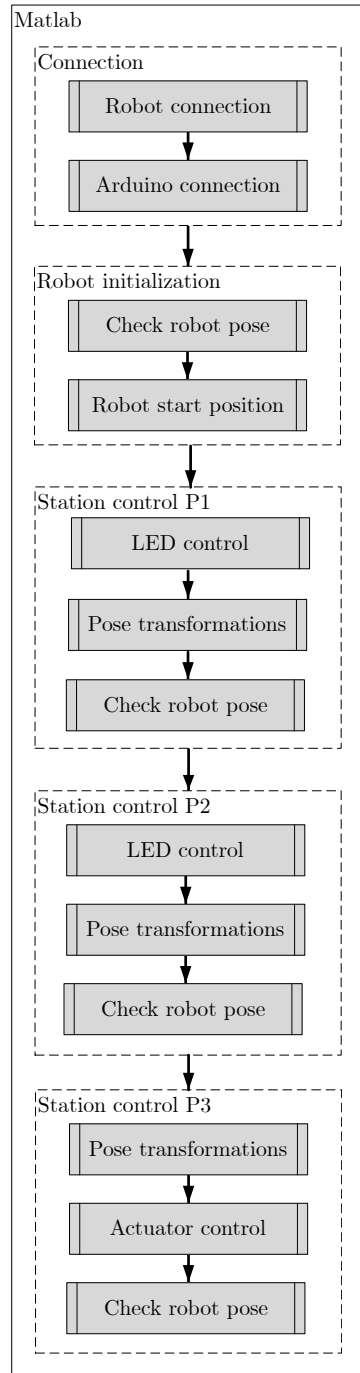 Matlab
Connection
Robot connection
Arduino connection
Robot initialization
Check robot pose
Robot start position
Station control P1
LED control
Pose transformations
Check robot pose
Station control P2
LED control
Pose transformations
Check robot pose
Station control P3
Pose transformations
Actuator control
Check robot pose